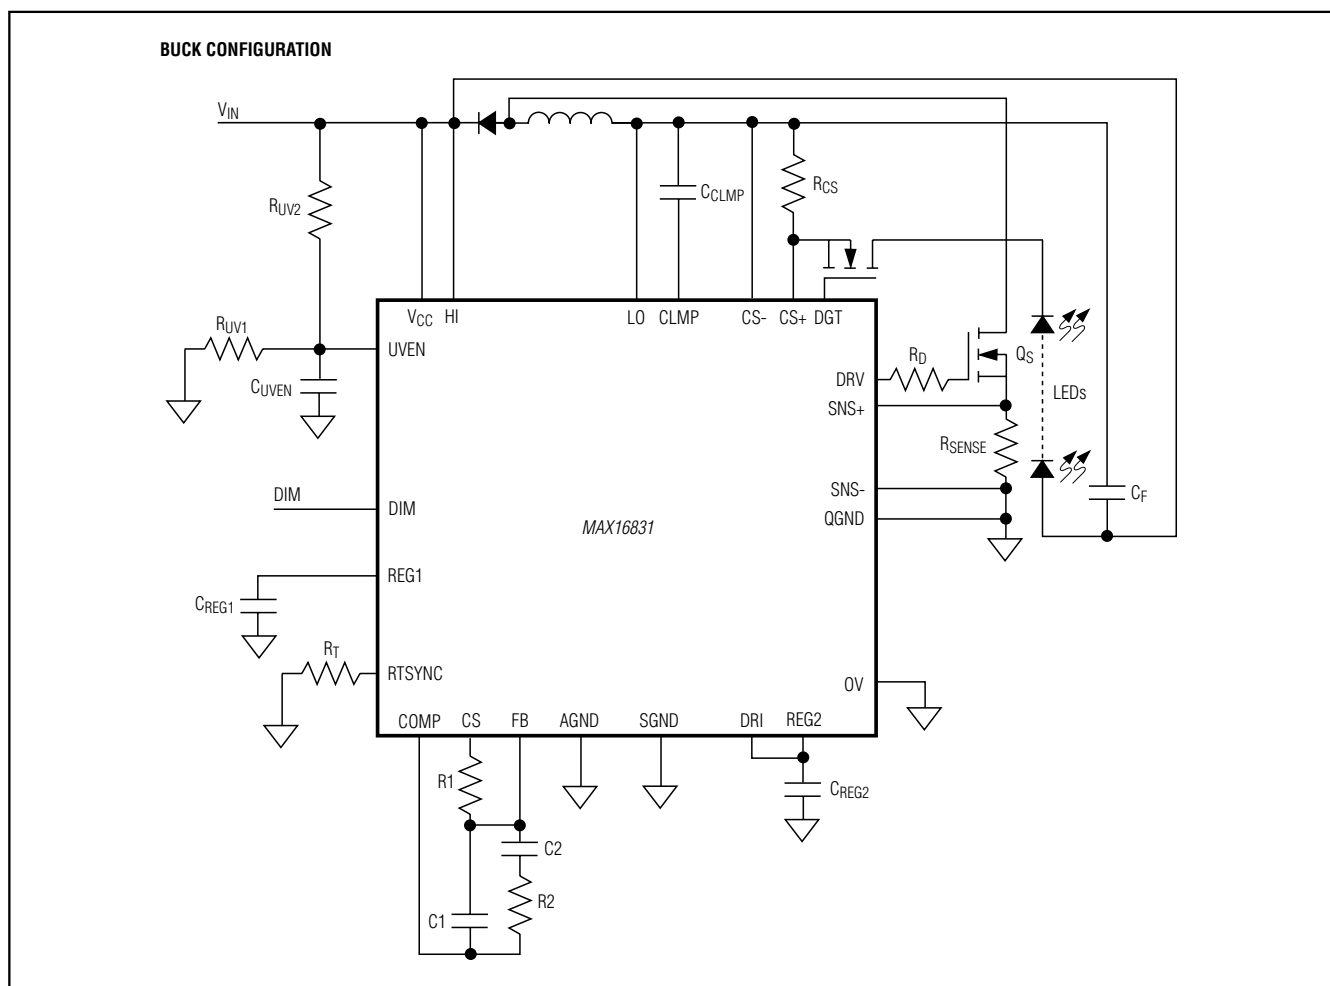 BUCK CONFIGURATION
VIN
RUV2
CCLMP
RCS
VCC HI LO CLMP CS- CS+ DGT
RUV1
UVEN
CUVEN
RD
QS
DRV
LEDs
SNS+
RSENSE
SNS-
CF
DIM
DIM
QGND
MAX16831
REG1
CREG1
RT
RTSYNC
OV
COMP CS FB AGND SGND DRI REG2
R1
CREG2
C2
R2
C1